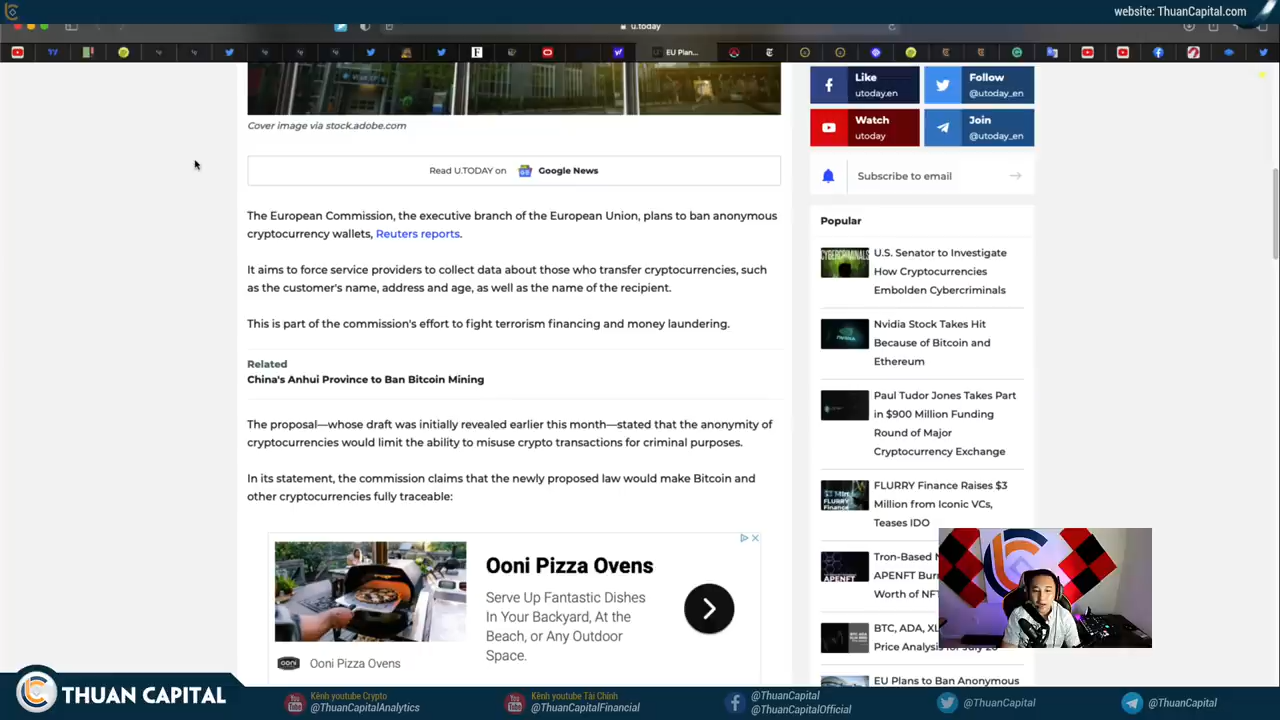 website: ThuanCapital.com
u.today
EU Plan...
Cover image via stock.adobe.com
Read U.TODAY on Google News
The European Commission, the executive branch of the European Union, plans to ban anonymous
cryptocurrency wallets, Reuters reports.
It aims to force service providers to collect data about those who transfer cryptocurrencies, such
as the customer's name, address and age, as well as the name of the recipient.
This is part of the commission's effort to fight terrorism financing and money laundering.
Related
China's Anhui Province to Ban Bitcoin Mining
The proposal—whose draft was initially revealed earlier this month—stated that the anonymity of
cryptocurrencies would limit the ability to misuse crypto transactions for criminal purposes.
In its statement, the commission claims that the newly proposed law would make Bitcoin and
other cryptocurrencies fully traceable:
Ooni Pizza Ovens
Serve Up Fantastic Dishes
In Your Backyard, At the
Beach, or Any Outdoor
Space.
ooni
Ooni Pizza Ovens
Like
utoday.en
Follow
@utoday_en
Watch
utoday
Join
@utoday_en
Subscribe to email
Popular
CYBERCRIMINALS
U.S. Senator to Investigate
How Cryptocurrencies
Embolden Cybercriminals
Nvidia Stock Takes Hit
Because of Bitcoin and
Ethereum
Paul Tudor Jones Takes Part
in $900 Million Funding
Round of Major
Cryptocurrency Exchange
FLURRY Finance Raises $3
Million from Iconic VCs,
Teases IDO
Tron-Based
APENFT Bur
Worth of NF
BTC, ADA, XL
Price Analysis for July
EU Plans to Ban Anonymous
THUAN CAPITAL
Kênh youtube Crypto
@ThuanCapitalAnalytics
Kênh youtube Tài Chính
@ThuanCapitalFinancial
@ThuanCapital
@ThuanCapitalOfficial
@ThuanCapital
@ThuanCapital